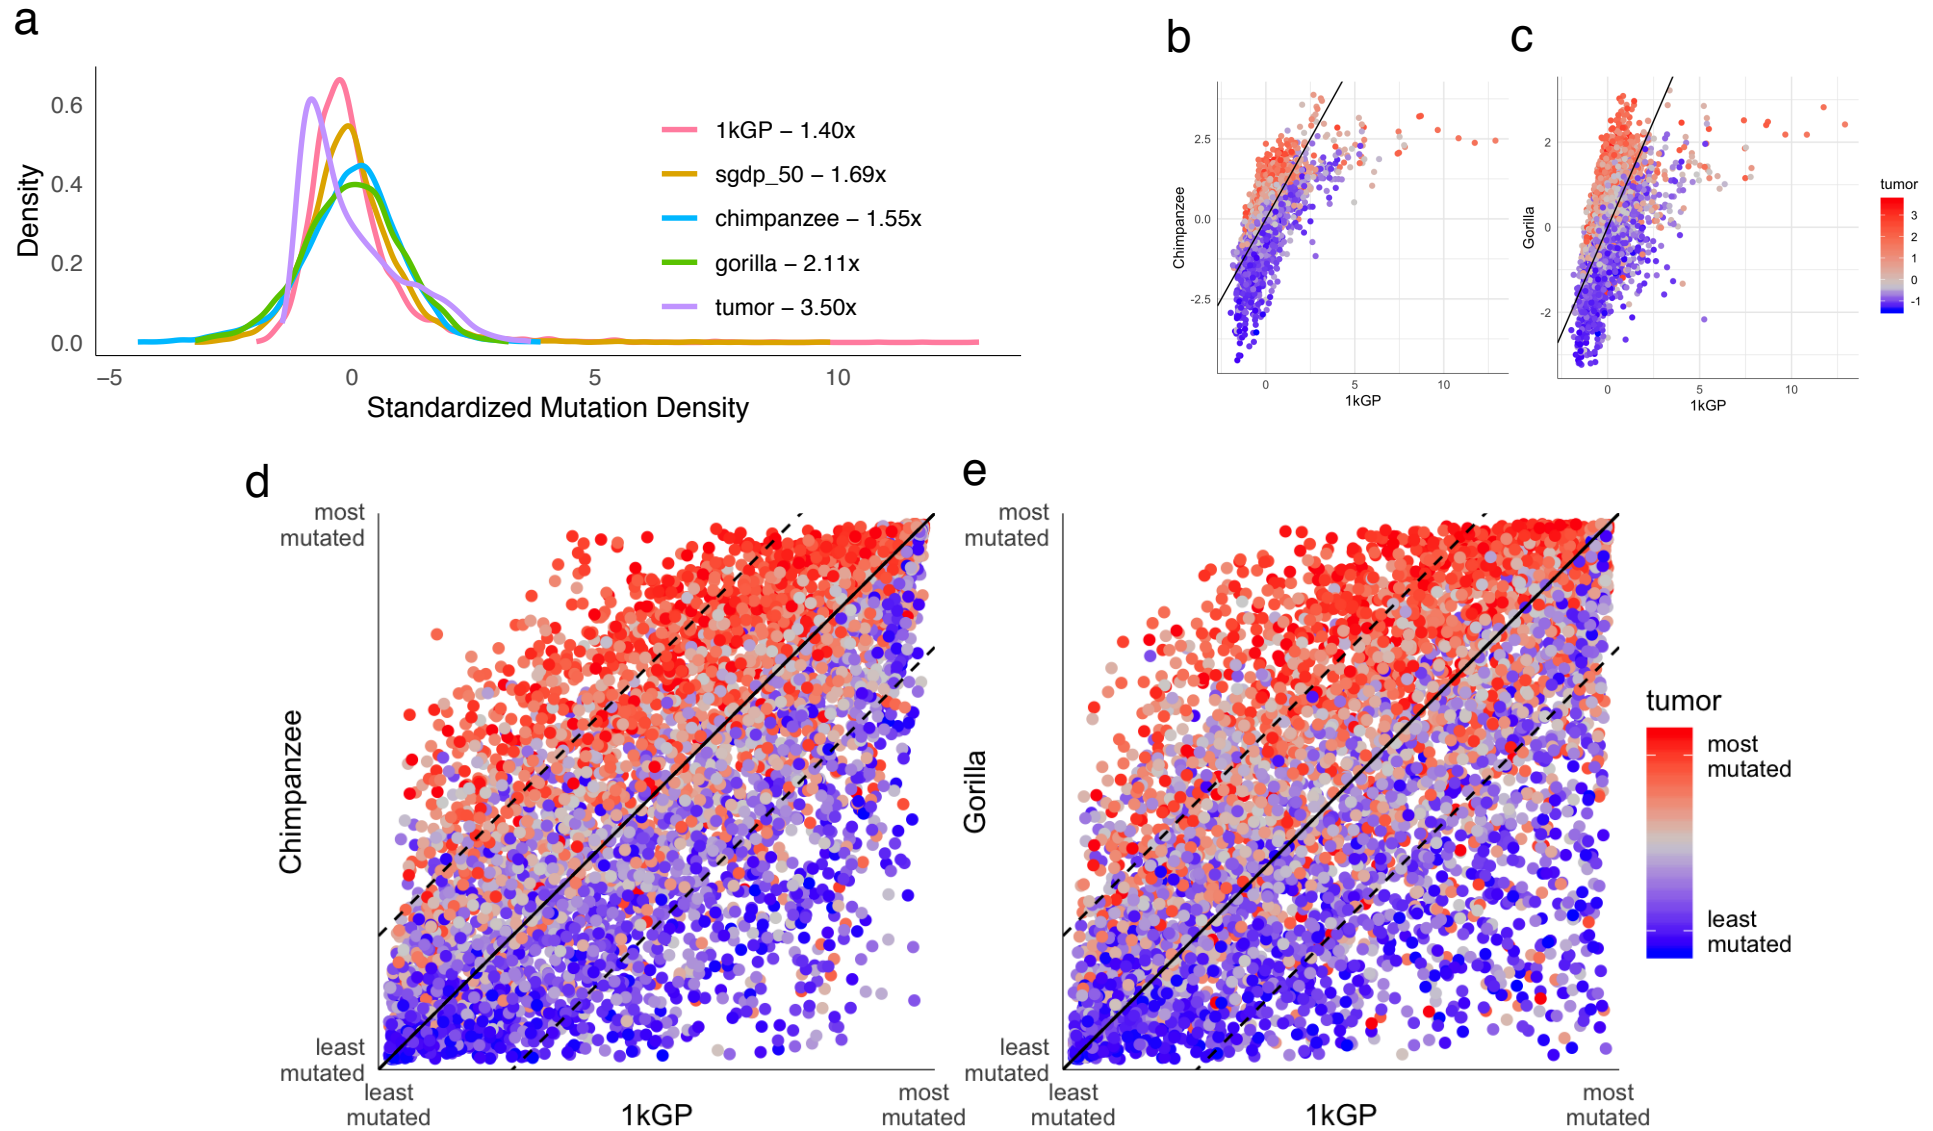 a
Density
0.6
0.4
0.2
0.0
−5
0
5
10
Standardized Mutation Density
1kGP − 1.40x
sgdp_50 − 1.69x
chimpanzee − 1.55x
gorilla − 2.11x
tumor − 3.50x
b
Chimpanzee
2.5
0.0
-2.5
0
5
10
1kGP
c
Gorilla
2
0
-2
0
5
10
1kGP
tumor
3
2
1
0
-1
d
most
mutated
Chimpanzee
least
mutated
least
mutated
1kGP
most
mutated
e
most
mutated
Gorilla
least
mutated
least
mutated
1kGP
most
mutated
tumor
most
mutated
least
mutated